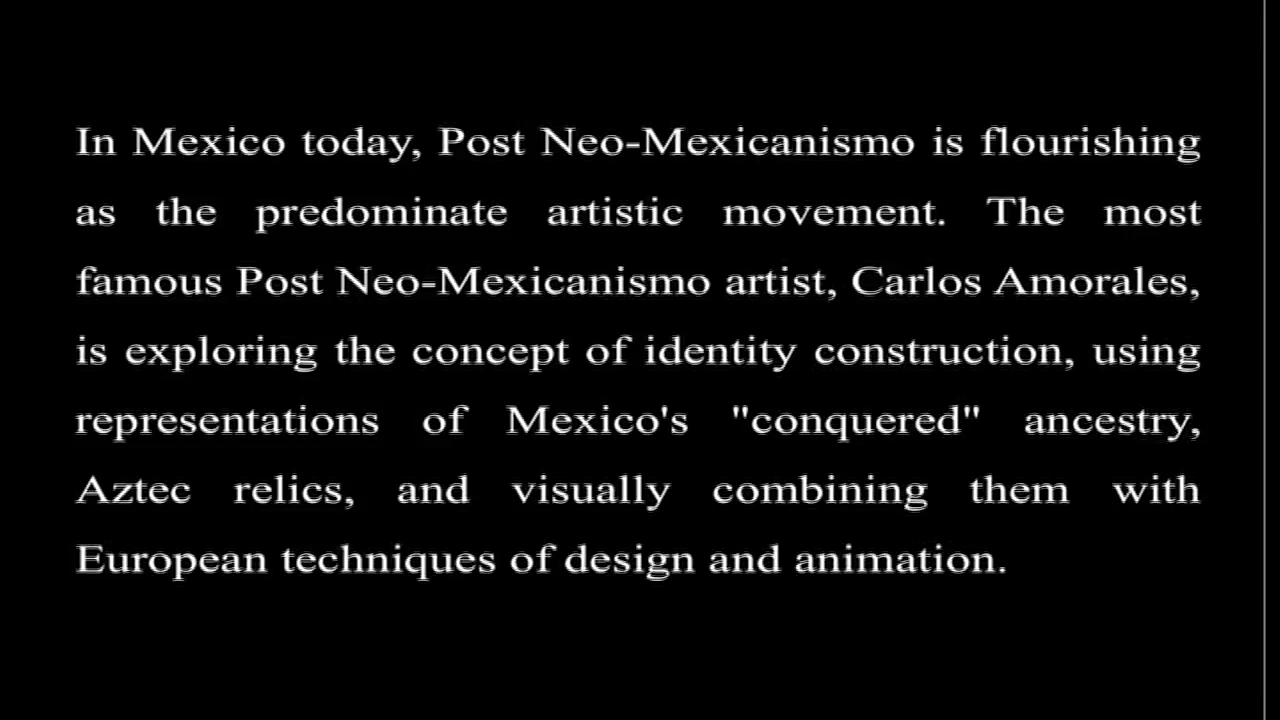 In Mexico today, Post Neo-Mexicanismo is flourishing
as the predominate artistic movement. The most
famous Post Neo-Mexicanismo artist, Carlos Amorales,
is exploring the concept of identity construction, using
representations of Mexico's "conquered" ancestry,
Aztec relics, and visually combining them with
European techniques of design and animation.